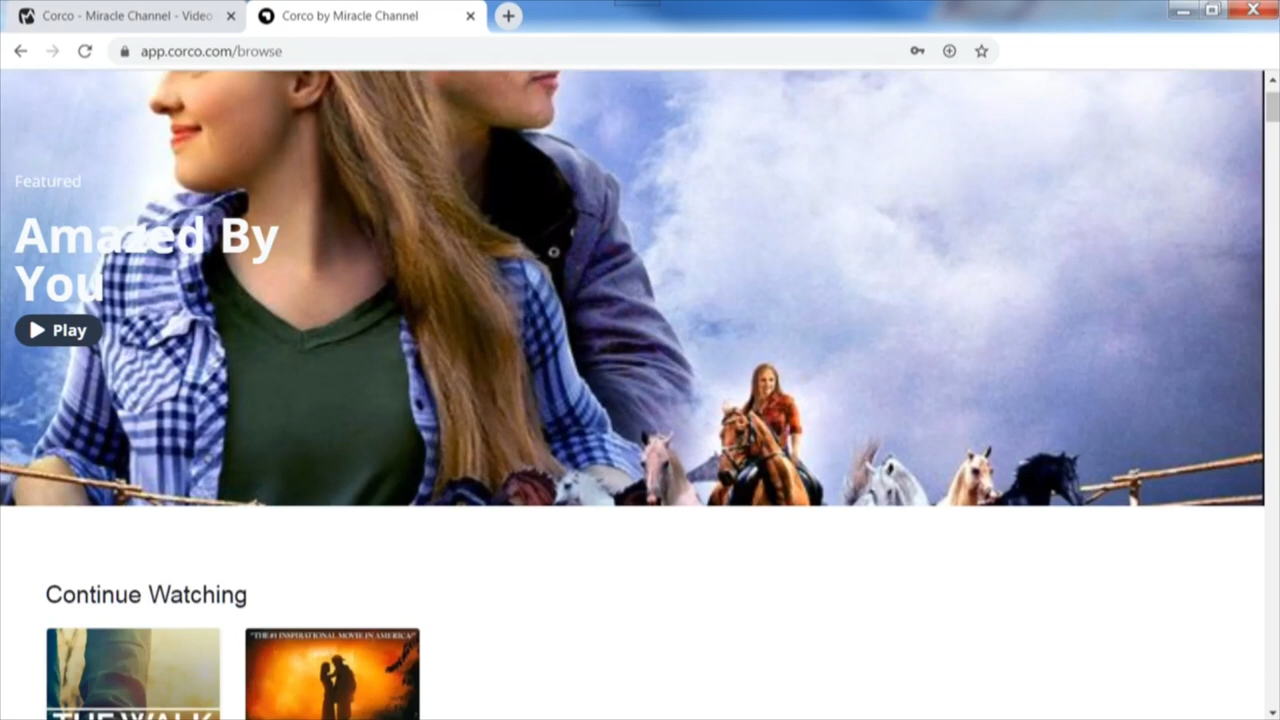 Corco - Miracle Channel - Video
Corco by Miracle Channel
app.corco.com/browse
Featured
Amazed By
You
Play
Continue Watching
THE WALK
"THE #1 INSPIRATIONAL MOVIE IN AMERICA!"